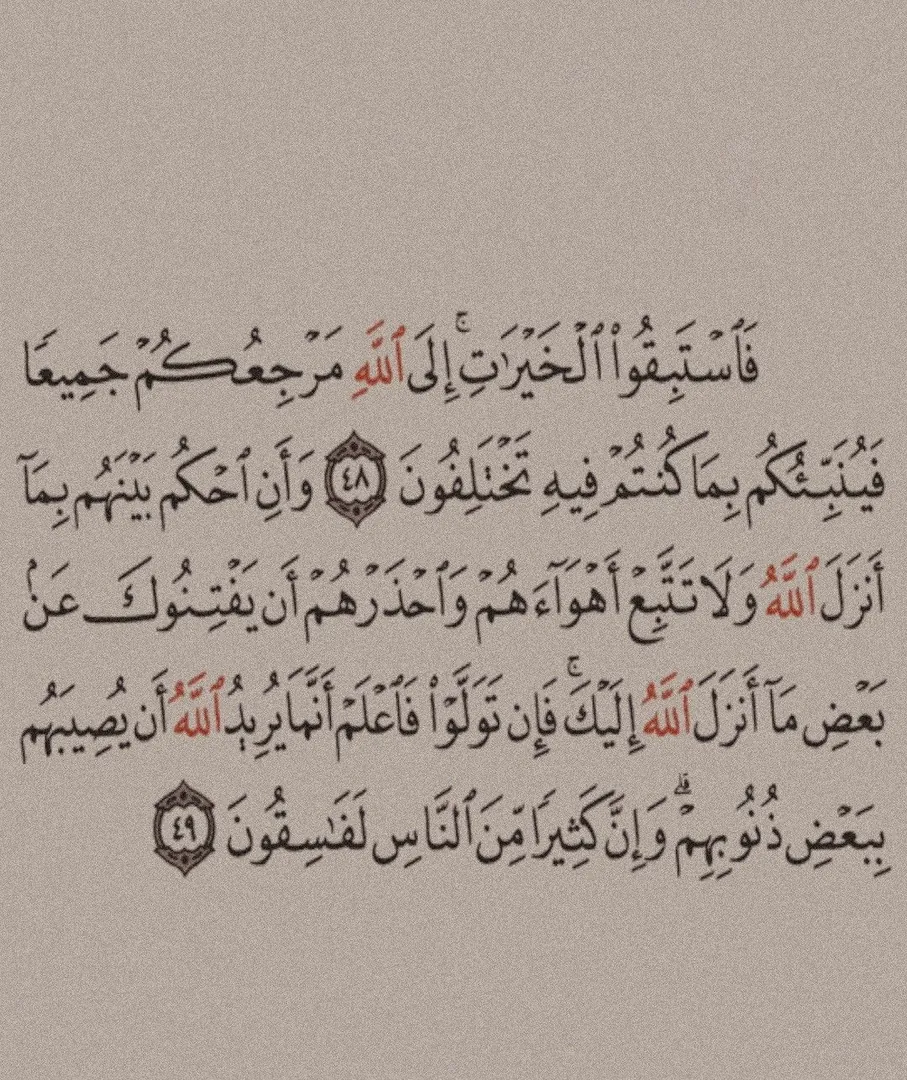 فَٱسۡتَبِقُواْ ٱلۡخَيۡرَٰتِۚ إِلَى ٱللَّهِ مَرۡجِعُكُمۡ جَمِيعٗا
فَيُنَبِّئُكُم بِمَا كُنتُمۡ فِيهِ تَخۡتَلِفُونَ ٤٨ وَأَنِ ٱحۡكُم بَيۡنَهُم بِمَآ
أَنزَلَ ٱللَّهُ وَلَا تَتَّبِعۡ أَهۡوَآءَهُمۡ وَٱحۡذَرۡهُمۡ أَن يَفۡتِنُوكَ عَنۢ
بَعۡضِ مَآ أَنزَلَ ٱللَّهُ إِلَيۡكَۖ فَإِن تَوَلَّوۡاْ فَٱعۡلَمۡ أَنَّمَا يُرِيدُ ٱللَّهُ أَن يُصِيبَهُم
بِبَعۡضِ ذُنُوبِهِمۡۗ وَإِنَّ كَثِيرٗا مِّنَ ٱلنَّاسِ لَفَٰسِقُونَ ٤٩